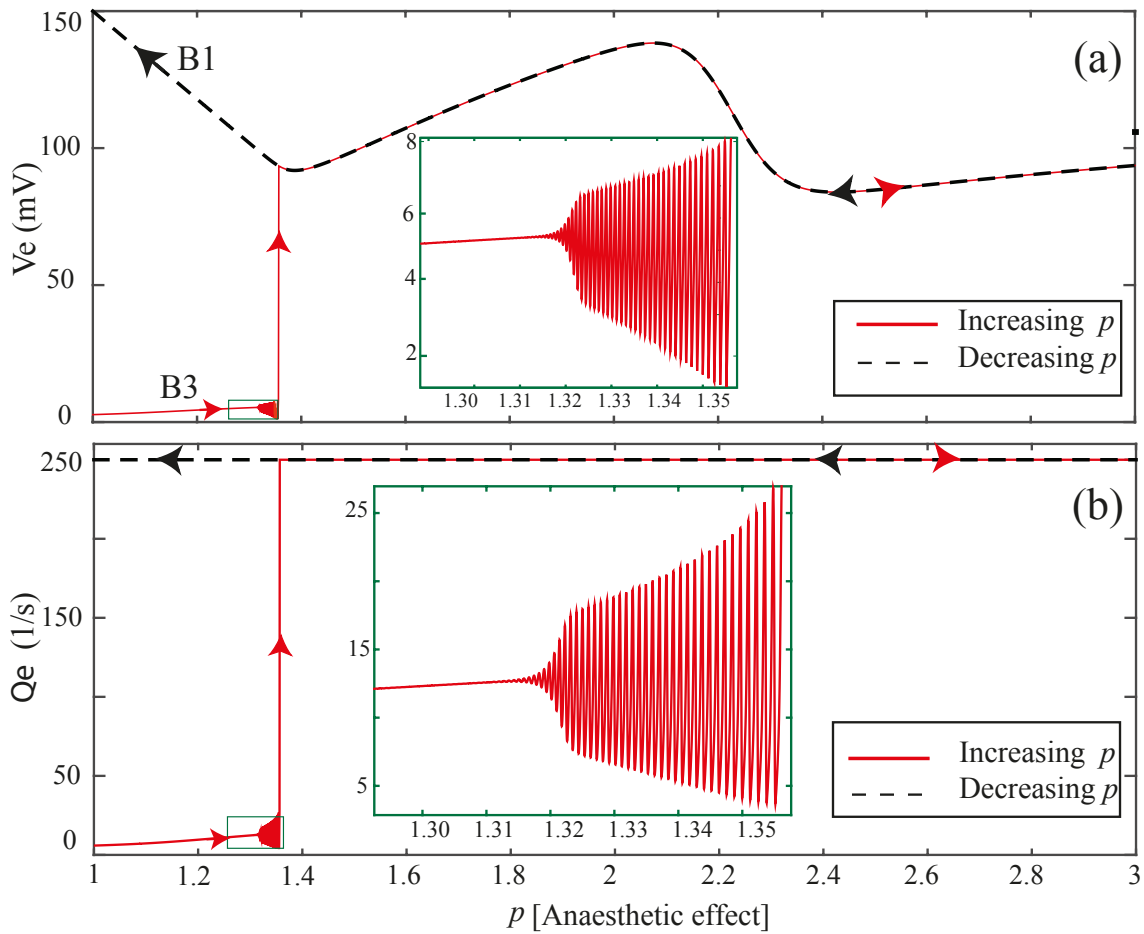 150
B1
(a)
100
Ve (mV)
50
0
B3
8
6
4
2
1.30 1.31 1.32 1.33 1.34 1.35
Increasing p
Decreasing p
250
(b)
150
Qe (1/s)
50
0
25
15
5
1.30 1.31 1.32 1.33 1.34 1.35
Increasing p
Decreasing p
1 1.2 1.4 1.6 1.8 2 2.2 2.4 2.6 2.8 3
p [Anaesthetic effect]